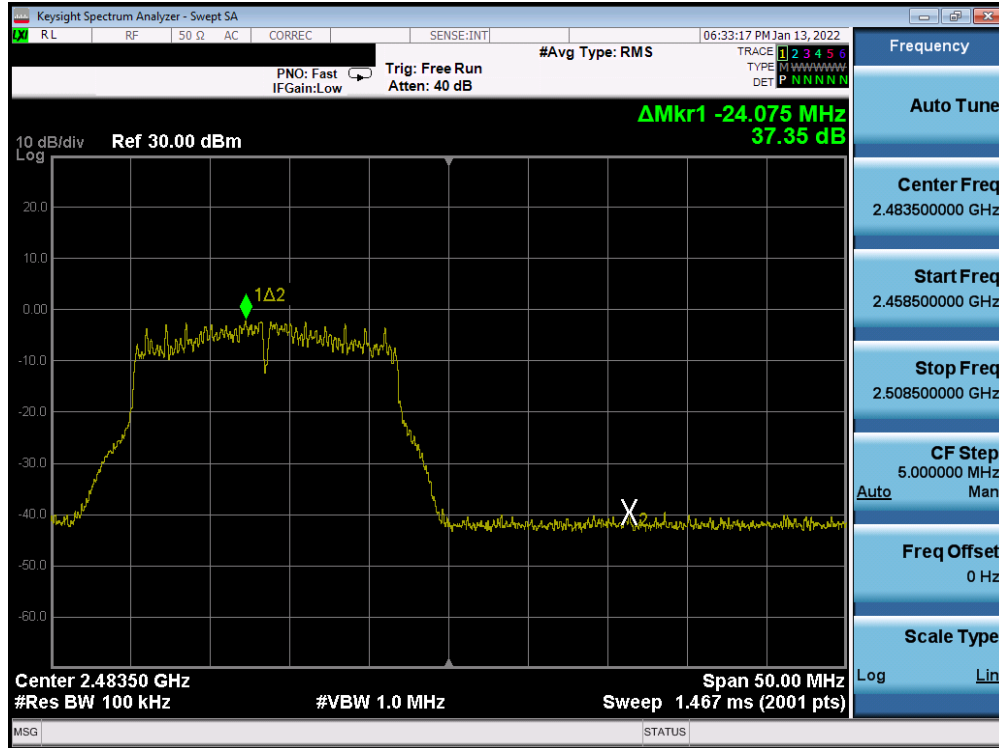 Keysight Spectrum Analyzer - Swept SA
LXI RL RF 50 Ω AC CORREC SENSE:INT 06:33:17 PM Jan 13, 2022
#Avg Type: RMS TRACE 1 2 3 4 5 6
PNO: Fast Trig: Free Run TYPE M WWWWW
IFGain:Low Atten: 40 dB DET P N N N N N
ΔMkr1 -24.075 MHz
37.35 dB
10 dB/div Ref 30.00 dBm
Log
20.0
10.0
1Δ2
0.00
-10.0
-20.0
-30.0
-40.0
X2
-50.0
-60.0
Center 2.48350 GHz Span 50.00 MHz
#Res BW 100 kHz #VBW 1.0 MHz Sweep 1.467 ms (2001 pts)
MSG STATUS
Frequency
Auto Tune
Center Freq
2.483500000 GHz
Start Freq
2.458500000 GHz
Stop Freq
2.508500000 GHz
CF Step
5.000000 MHz
Auto Man
Freq Offset
0 Hz
Scale Type
Log Lin